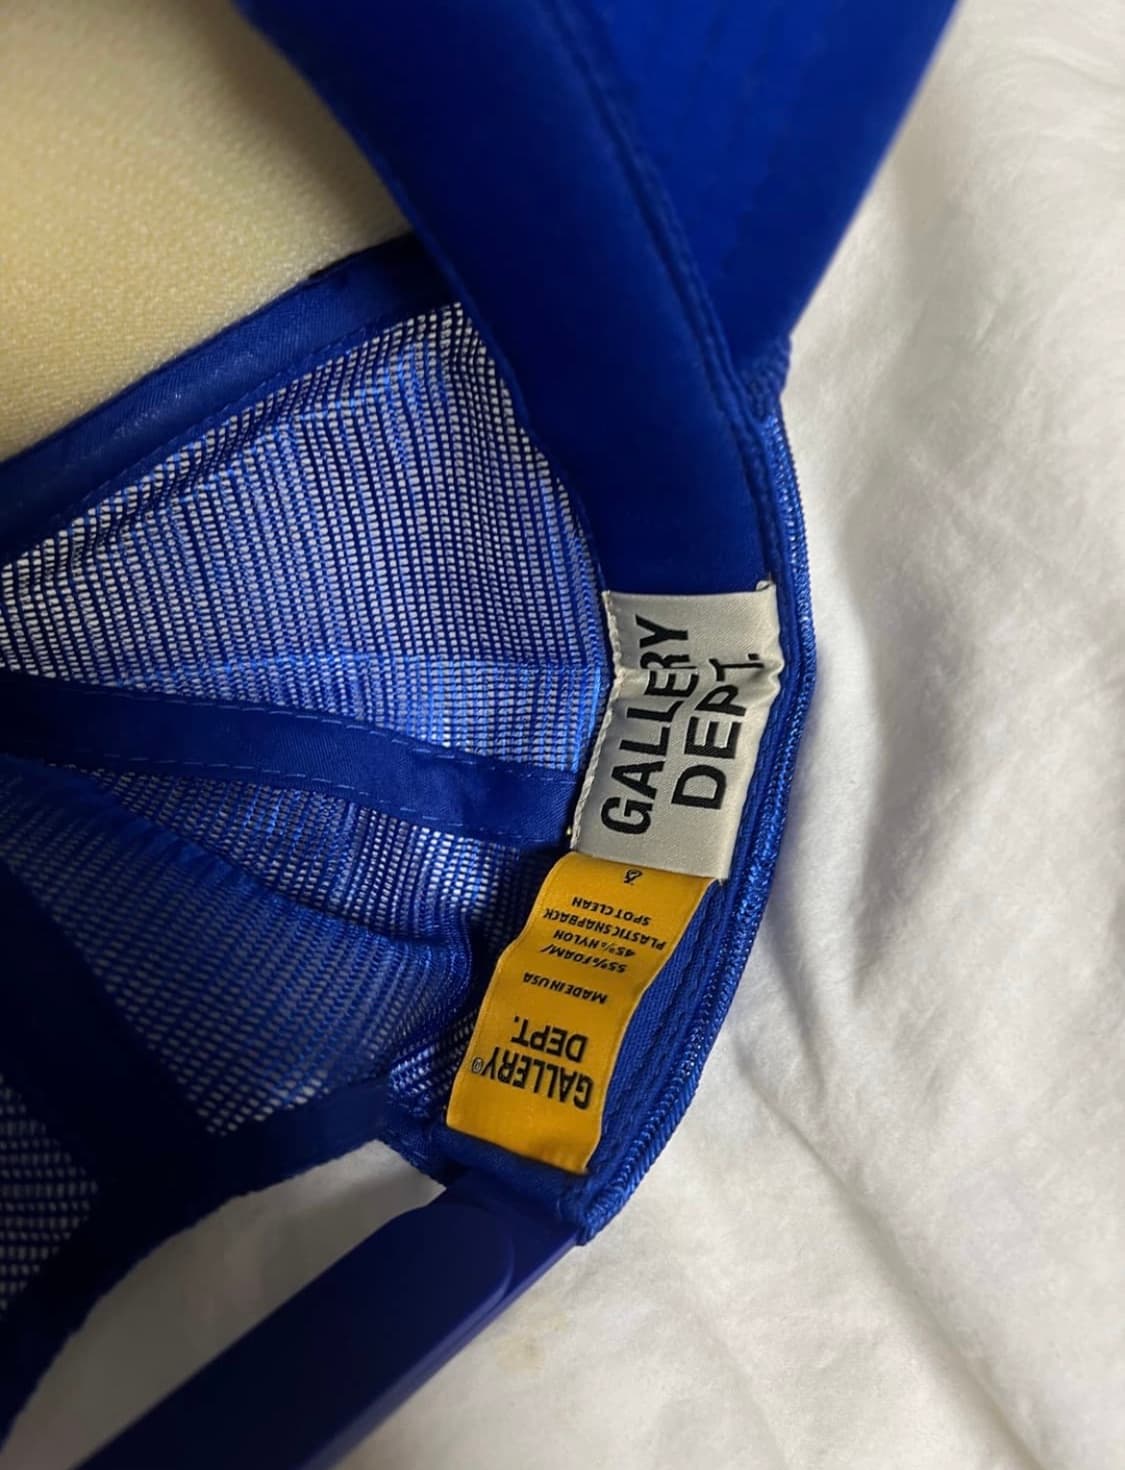 GALLERY
DEPT.
GALLERY®
DEPT.
MADE IN USA
55% FOAM/
45% NYLON
PLASTIC SNAPBACK
SPOT CLEAN